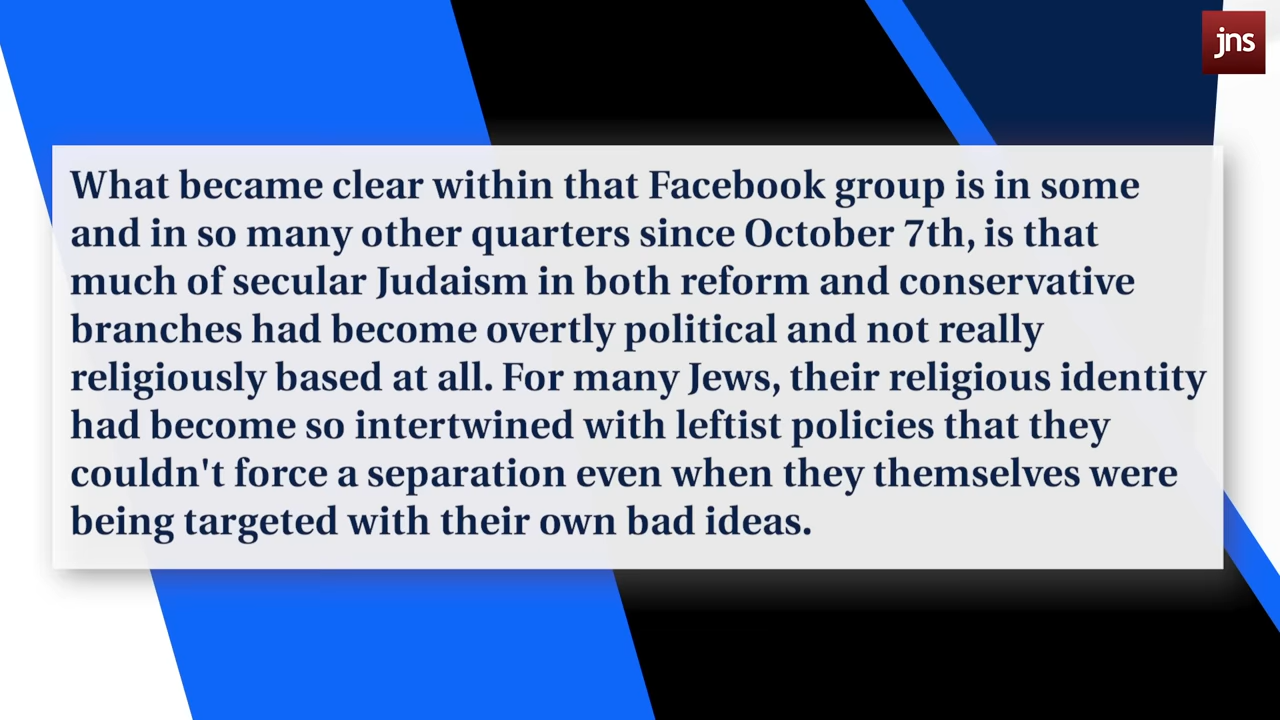 jns
What became clear within that Facebook group is in some
and in so many other quarters since October 7th, is that
much of secular Judaism in both reform and conservative
branches had become overtly political and not really
religiously based at all. For many Jews, their religious identity
had become so intertwined with leftist policies that they
couldn't force a separation even when they themselves were
being targeted with their own bad ideas.